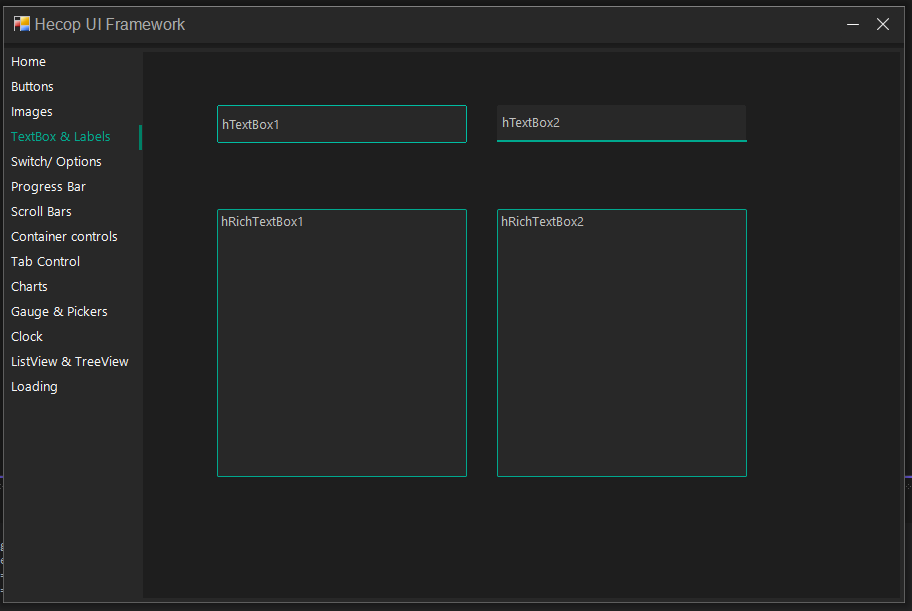 Hecop UI Framework
Home
Buttons
Images
TextBox & Labels
Switch/ Options
Progress Bar
Scroll Bars
Container controls
Tab Control
Charts
Gauge & Pickers
Clock
ListView & TreeView
Loading
hTextBox1
hTextBox2
hRichTextBox1
hRichTextBox2